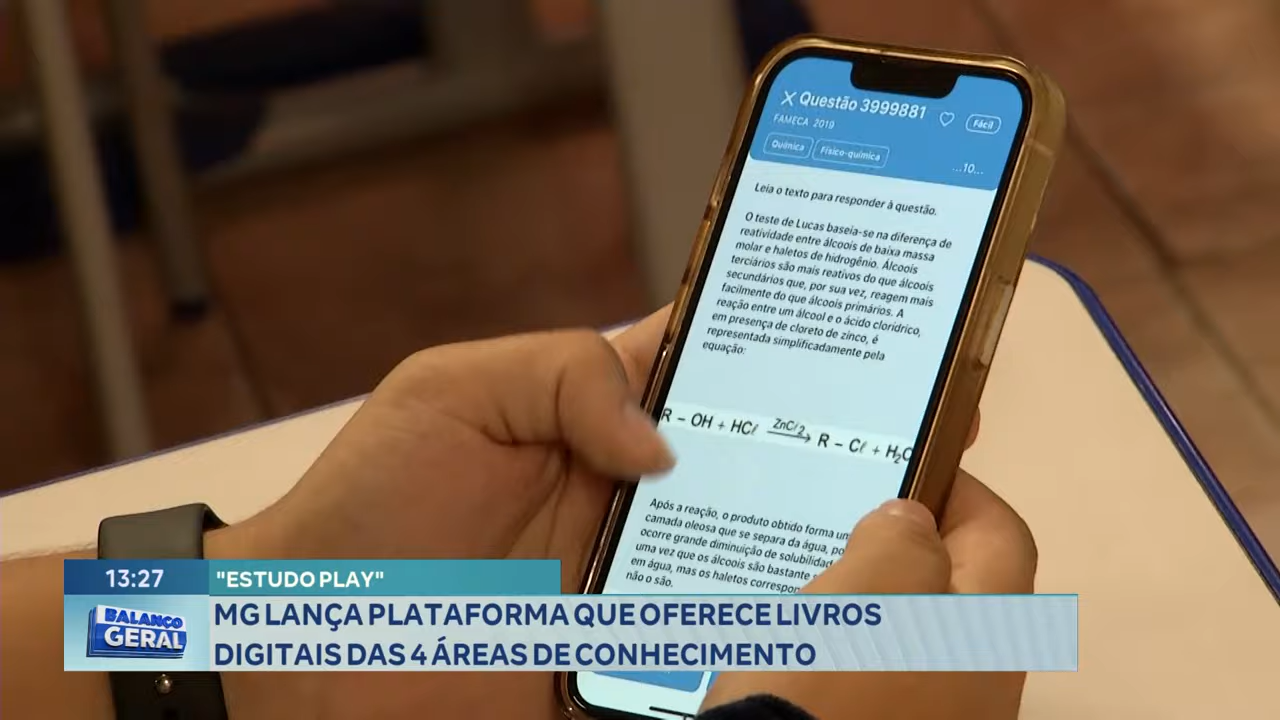 Questão 3999881
Fácil
FAMECA 2019
Química
Físico-química
...10...
Leia o texto para responder à questão.
O teste de Lucas baseia-se na diferença de
reatividade entre álcoois de baixa massa
molar e haletos de hidrogênio. Álcoois
terciários são mais reativos do que álcoois
secundários que, por sua vez, reagem mais
facilmente do que álcoois primários. A
reação entre um álcool e o ácido clorídrico,
em presença de cloreto de zinco, é
representada simplificadamente pela
equação:
ZnCℓ2
R – OH + HCℓ → R – Cℓ + H2O
Após a reação, o produto obtido forma
camada oleosa que se separa da água,
ocorre grande diminuição de
uma vez que os álcoois são bastante
em água, mas os haletos
não o são.
13:27
"ESTUDO PLAY"
BALANÇO
GERAL
MG LANÇA PLATAFORMA QUE OFERECE LIVROS
DIGITAIS DAS 4 ÁREAS DE CONHECIMENTO